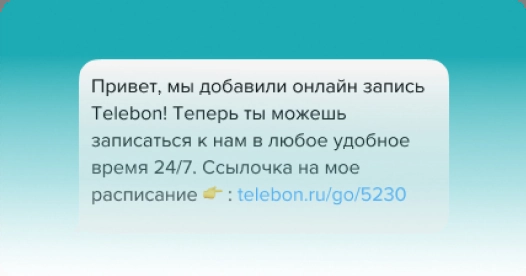 Привет, мы добавили онлайн запись
Telebon! Теперь ты можешь
записаться к нам в любое удобное
время 24/7. Ссылочка на мое
расписание 👉 : telebon.ru/go/5230